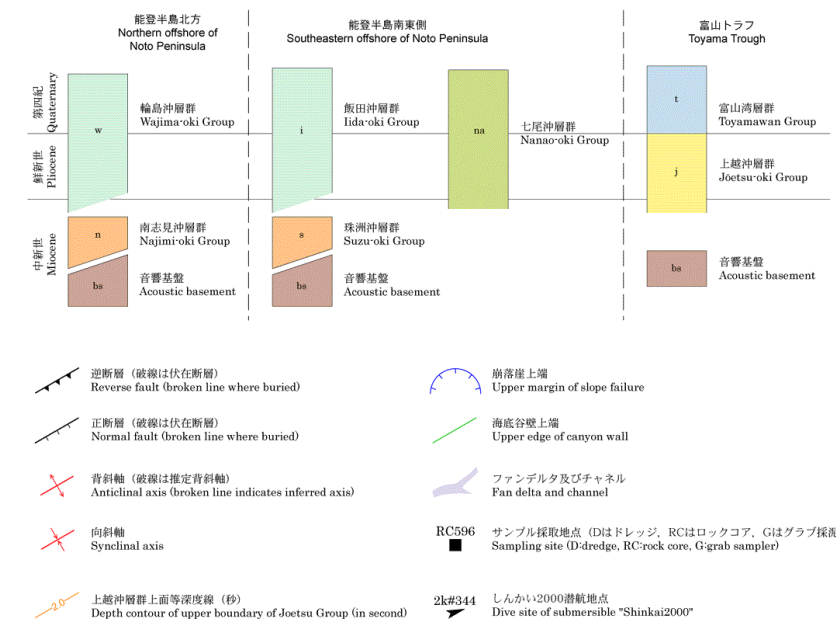 能登半島北方
Northern offshore of
Noto Peninsula
能登半島南東側
Southeastern offshore of Noto Peninsula
富山トラフ
Toyama Trough
第四紀
Quaternary
鮮新世
Pliocene
中新世
Miocene
w
輪島沖層群
Wajima-oki Group
i
飯田沖層群
Iida-oki Group
na
七尾沖層群
Nanao-oki Group
t
富山湾層群
Toyamawan Group
j
上越沖層群
Jōetsu-oki Group
n
南志見沖層群
Najimi-oki Group
s
珠洲沖層群
Suzu-oki Group
bs
音響基盤
Acoustic basement
bs
音響基盤
Acoustic basement
bs
音響基盤
Acoustic basement
逆断層（破線は伏在断層）
Reverse fault (broken line where buried)
正断層（破線は伏在断層）
Normal fault (broken line where buried)
背斜軸（破線は推定背斜軸）
Anticlinal axis (broken line indicates inferred axis)
向斜軸
Synclinal axis
-2.0
上越沖層群上面等深度線（秒）
Depth contour of upper boundary of Joetsu Group (in second)
崩落崖上端
Upper margin of slope failure
海底谷壁上端
Upper edge of canyon wall
ファンデルタ及びチャネル
Fan delta and channel
RC596
サンプル採取地点（Dはドレッジ，RCはロックコア，Gはグラブ採泥
Sampling site (D:dredge, RC:rock core, G:grab sampler)
2k#344
しんかい2000潜航地点
Dive site of submersible "Shinkai2000"